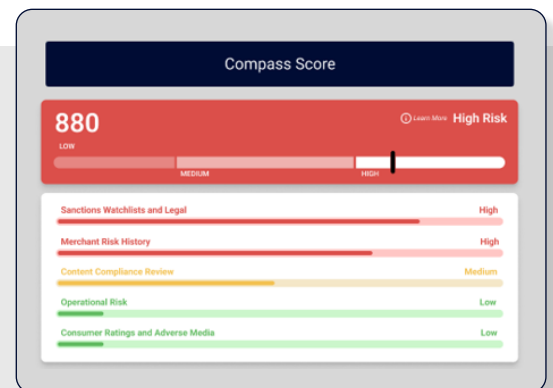 Compass Score
880
Learn More High Risk
LOW
MEDIUM
HIGH
Sanctions Watchlists and Legal High
Merchant Risk History High
Content Compliance Review Medium
Operational Risk Low
Consumer Ratings and Adverse Media Low